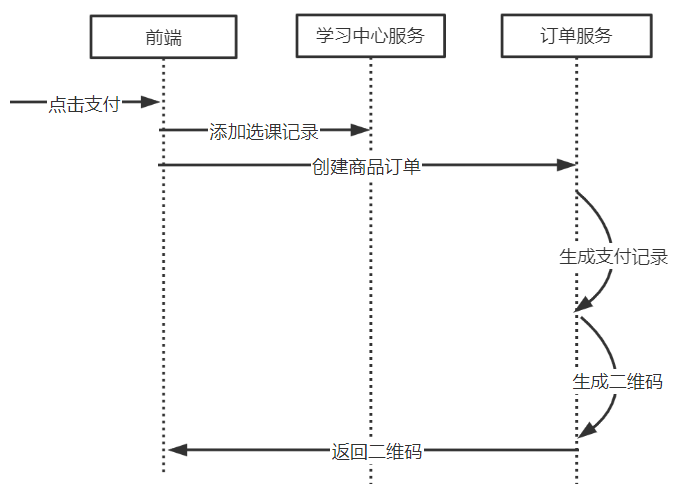 前端
学习中心服务
订单服务
点击支付
添加选课记录
创建商品订单
生成支付记录
生成二维码
返回二维码